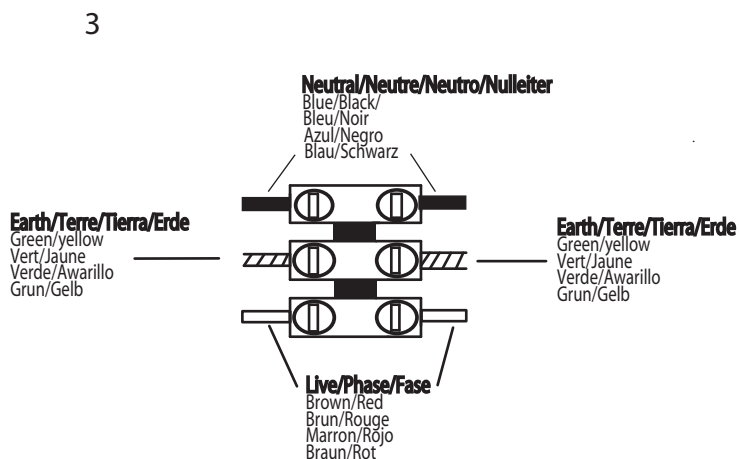 3
Neutral/Neutre/Neutro/Nulleiter
Blue/Black/
Bleu/Noir
Azul/Negro
Blau/Schwarz
Earth/Terre/Tierra/Erde
Green/yellow
Vert/Jaune
Verde/Awarillo
Grun/Gelb
Earth/Terre/Tierra/Erde
Green/yellow
Vert/Jaune
Verde/Awarillo
Grun/Gelb
Live/Phase/Fase
Brown/Red
Brun/Rouge
Marron/Rojo
Braun/Rot